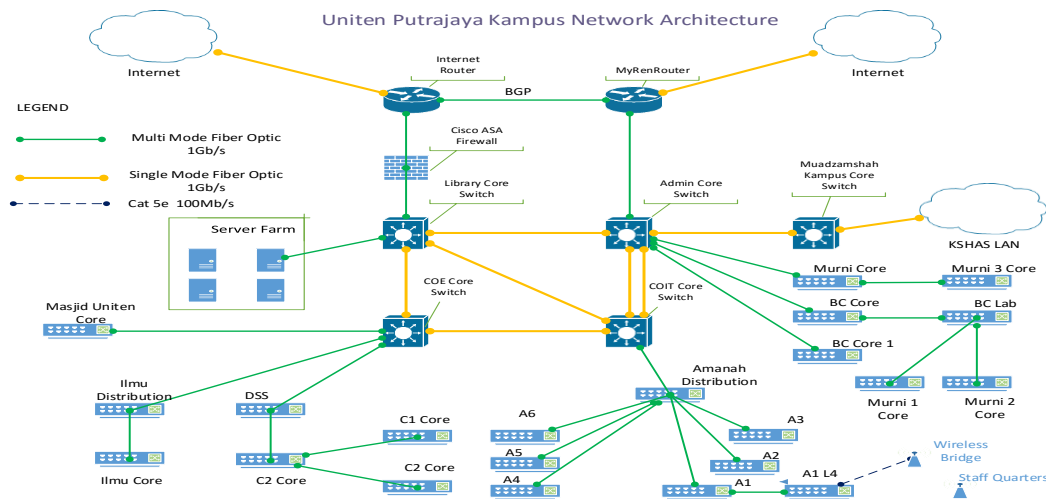 Uniten Putrajaya Kampus Network Architecture
Internet
Internet
Router
MyRenRouter
Internet
BGP
LEGEND
Multi Mode Fiber Optic
1Gb/s
Single Mode Fiber Optic
1Gb/s
Cat 5e 100Mb/s
Cisco ASA
Firewall
Library Core
Switch
Admin Core
Switch
Muadzamshah
Kampus Core
Switch
KSHAS LAN
Server Farm
Masjid Uniten
Core
COE Core
Switch
COIT Core
Switch
Murni Core
Murni 3 Core
BC Core
BC Lab
BC Core 1
Murni 1
Core
Murni 2
Core
Ilmu
Distribution
DSS
Ilmu Core
C2 Core
C1 Core
C2 Core
Amanah
Distribution
A6
A5
A4
A3
A2
A1
A1 L4
Wireless
Bridge
Staff Quarters